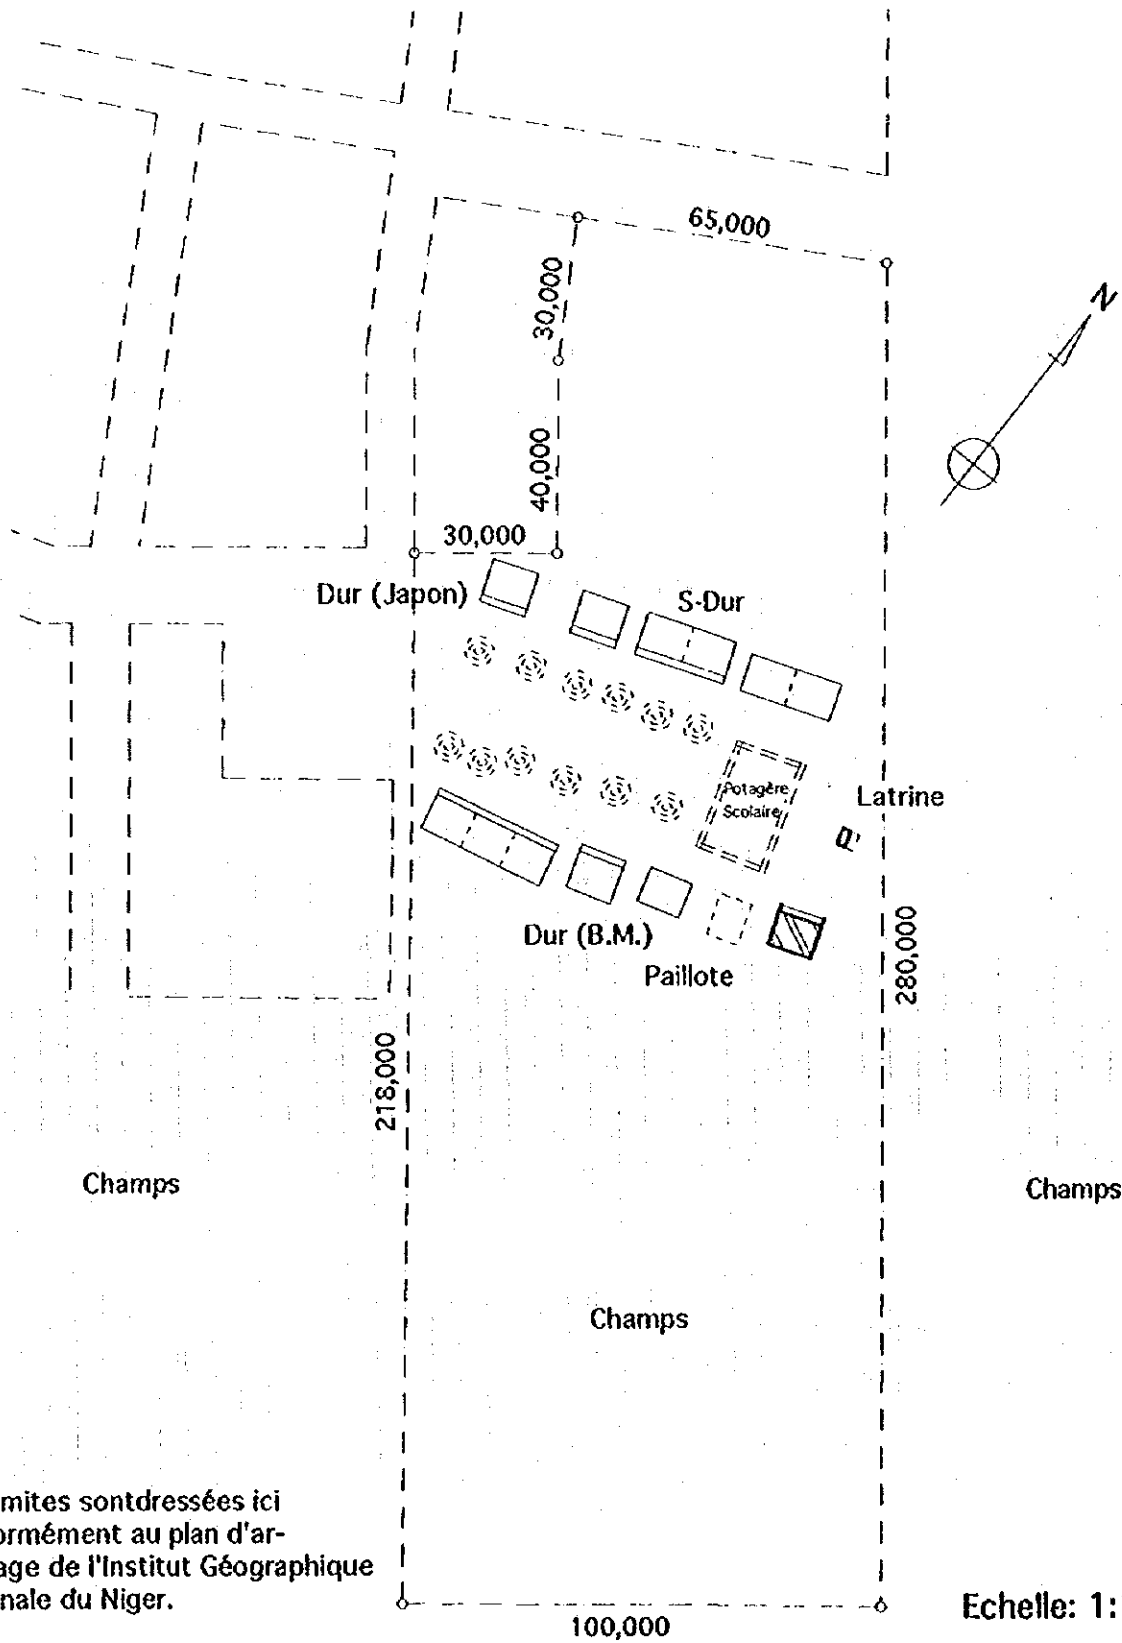 65,000
30,000
N
40,000
30,000
Dur (Japon)
S-Dur
Potagère
Scolaire
Latrine
Dur (B.M.)
Paillote
280,000
218,000
Champs
Champs
Champs
mites sontdressées ici
ormément au plan d'ar-
age de l'Institut Géographique
nale du Niger.
100,000
Echelle: 1: